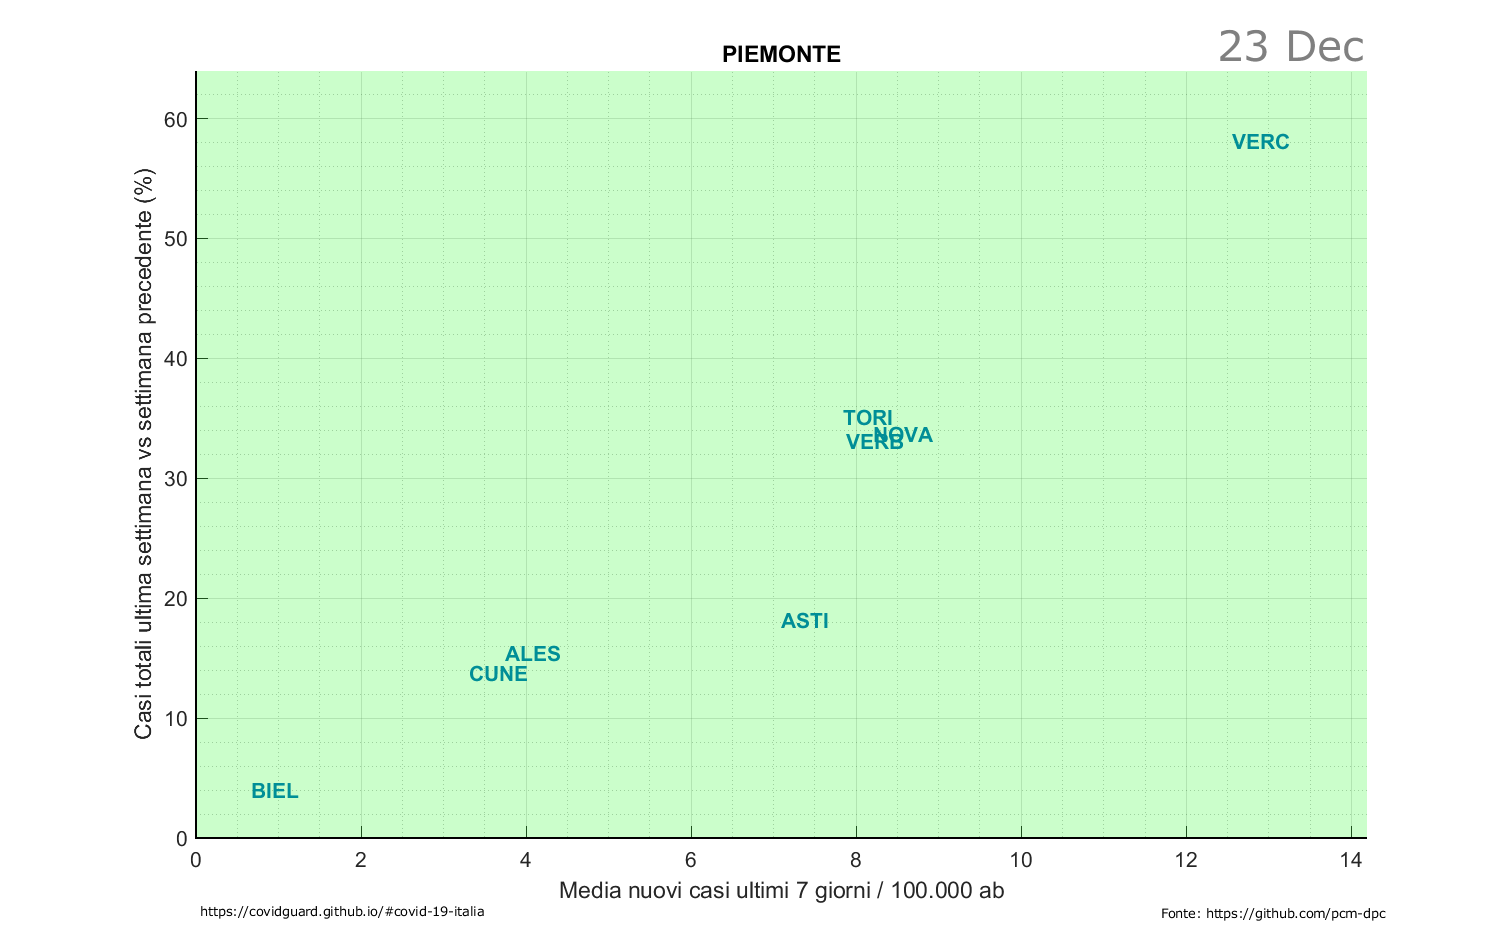 23 Dec
PIEMONTE
60
VERC
50
40
TORI
NOVA
VERB
30
20
ASTI
ALES
CUNE
10
BIEL
0
0 2 4 6 8 10 12 14
Casi totali ultima settimana vs settimana precedente (%)
Media nuovi casi ultimi 7 giorni / 100.000 ab
https://covidguard.github.io/#covid-19-italia
Fonte: https://github.com/pcm-dpc